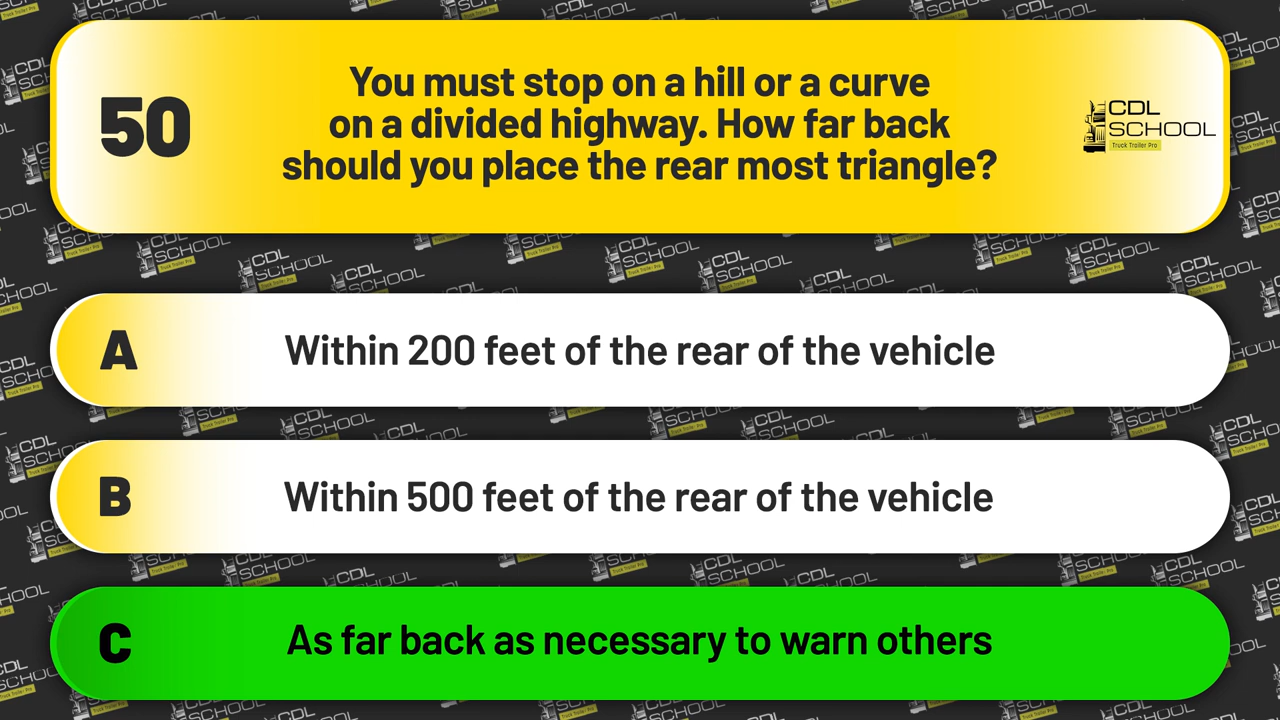 50
You must stop on a hill or a curve
on a divided highway. How far back
should you place the rear most triangle?
CDL
SCHOOL
Truck Trailer Pro
A
Within 200 feet of the rear of the vehicle
B
Within 500 feet of the rear of the vehicle
C
As far back as necessary to warn others